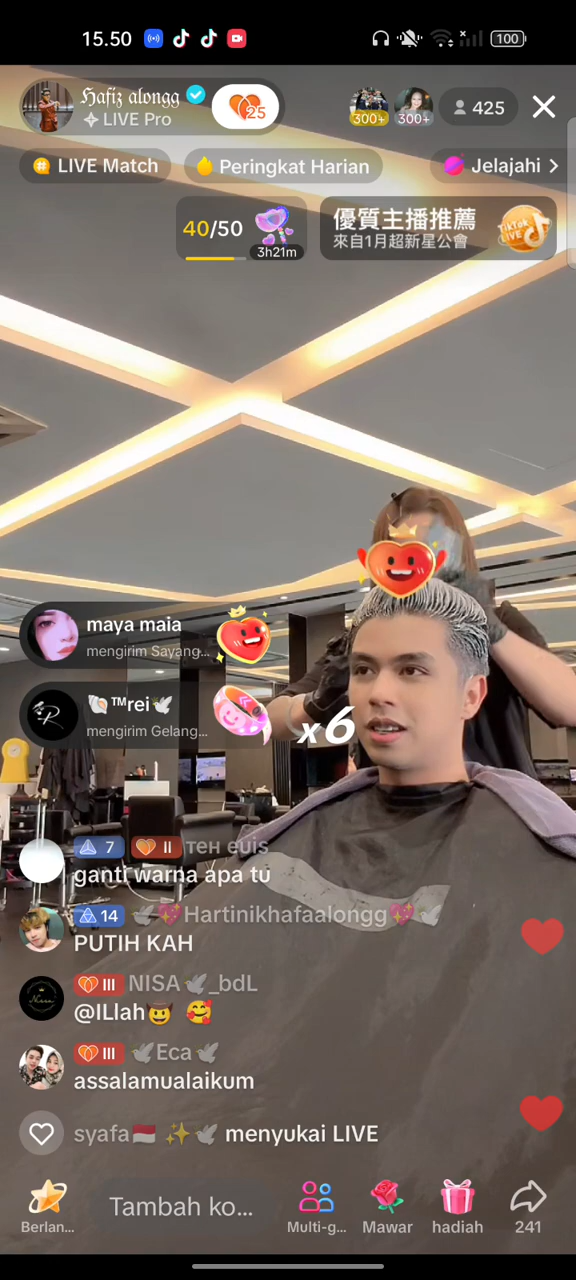 15.50
100
Hafiz alongg
LIVE Pro
25
300+
300+
425
LIVE Match
Peringkat Harian
Jelajahi
40/50
3h21m
優質主播推薦
來自1月超新星公會
TikTok
LIVE
maya maia
mengirim Sayang...
™rei
mengirim Gelang...
x6
7 II тeн euis
ganti warna apa tu
14 Hartinikhafaalongg
PUTIH KAH
III NISA🕊_bdL
@ILlah🤠 🥰
III 🕊Eca🕊
assalamualaikum
syafa🇮🇩 ✨🕊 menyukai LIVE
Berlan...
Tambah ko...
Multi-g...
Mawar
hadiah
241